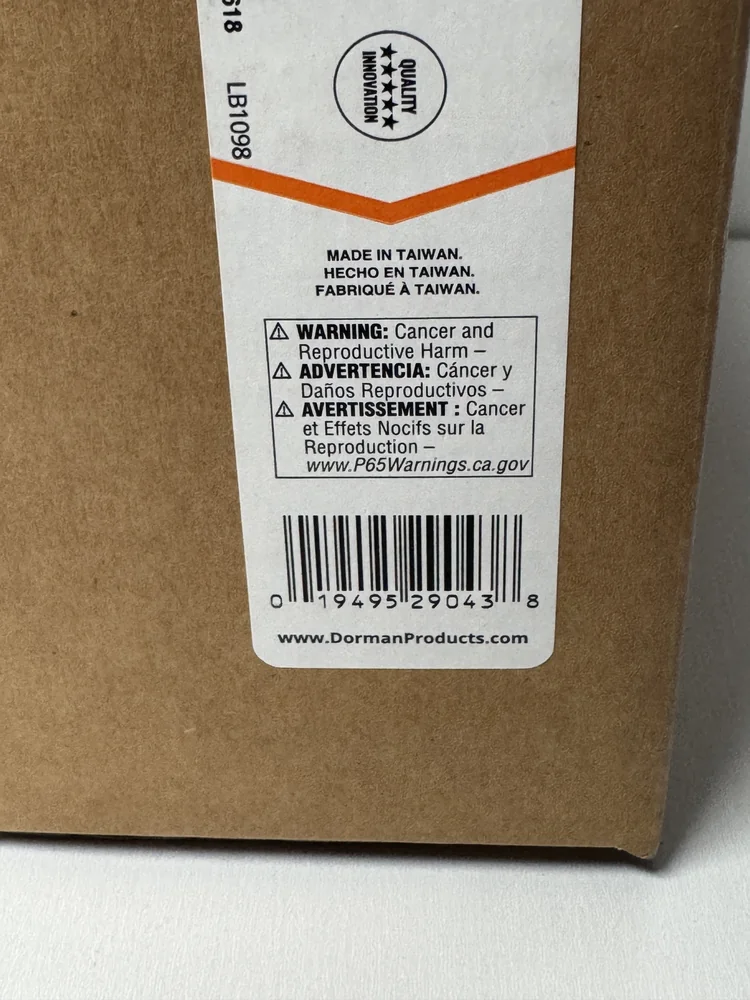 618 LB1098
QUALITY
INNOVATION
MADE IN TAIWAN.
HECHO EN TAIWAN.
FABRIQUÉ À TAIWAN.
⚠ WARNING: Cancer and
Reproductive Harm –
⚠ ADVERTENCIA: Cáncer y
Daños Reproductivos –
⚠ AVERTISSEMENT : Cancer
et Effets Nocifs sur la
Reproduction –
www.P65Warnings.ca.gov
0 19495 29043 8
www.DormanProducts.com